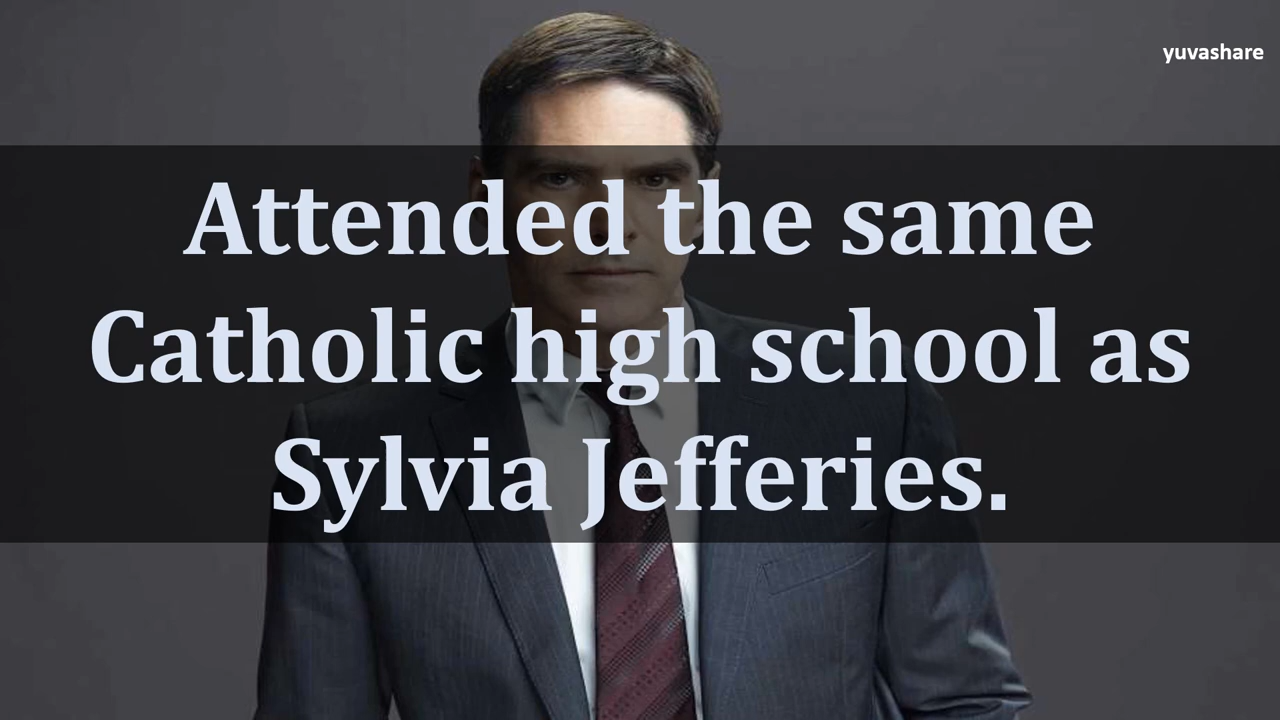 yuvashare
Attended the same
Catholic high school as
Sylvia Jefferies.